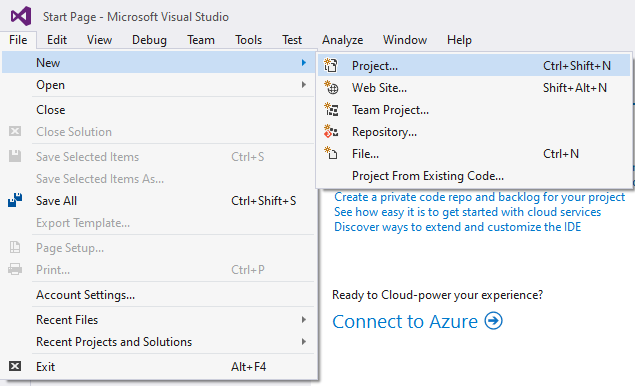 Start Page - Microsoft Visual Studio
File Edit View Debug Team Tools Test Analyze Window Help
New
Open
Close
Close Solution
Save Selected Items Ctrl+S
Save Selected Items As...
Save All Ctrl+Shift+S
Export Template...
Page Setup...
Print... Ctrl+P
Account Settings...
Recent Files
Recent Projects and Solutions
Exit Alt+F4
Project... Ctrl+Shift+N
Web Site... Shift+Alt+N
Team Project...
Repository...
File... Ctrl+N
Project From Existing Code...
Create a private code repo and backlog for your project
See how easy it is to get started with cloud services
Discover ways to extend and customize the IDE
Ready to Cloud-power your experience?
Connect to Azure